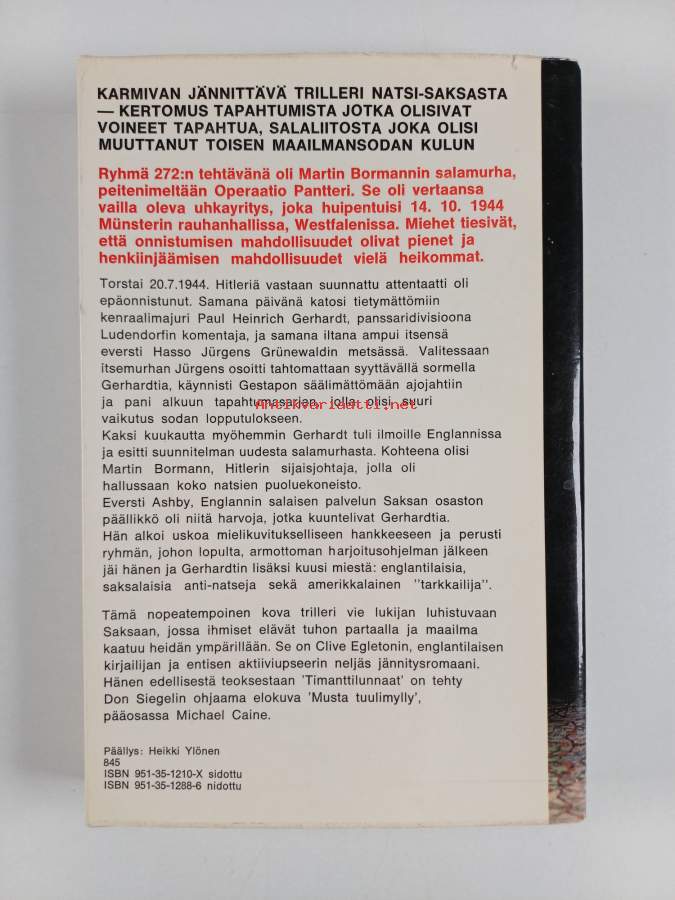 KARMIVAN JÄNNITTÄVÄ TRILLERI NATSI-SAKSASTA
— KERTOMUS TAPAHTUMISTA JOTKA OLISIVAT
VOINEET TAPAHTUA, SALALIITOSTA JOKA OLISI
MUUTTANUT TOISEN MAAILMANSODAN KULUN
Ryhmä 272:n tehtävänä oli Martin Bormannin salamurha,
peitenimeltään Operaatio Pantteri. Se oli vertaansa
vailla oleva uhkayritys, joka huipentuisi 14. 10. 1944
Münsterin rauhanhallissa, Westfalenissa. Miehet tiesivät,
että onnistumisen mahdollisuudet olivat pienet ja
henkiinjäämisen mahdollisuudet vielä heikommat.
Torstai 20.7.1944. Hitleriä vastaan suunnattu attentaatti oli
epäonnistunut. Samana päivänä katosi tietymättömiin
kenraalimajuri Paul Heinrich Gerhardt, panssaridivisioona
Ludendorfin komentaja, ja samana iltana ampui itsensä
eversti Hasso Jürgens Grünewaldin metsässä. Valitessaan
itsemurhan Jürgens osoitti tahtomattaan syyttävällä sormella
Gerhardtia, käynnisti Gestapon säälimättömään ajojahtiin
ja pani alkuun tapahtumasarjan, jolla olisi suuri
vaikutus sodan lopputulokseen.
Antikvariaatti.net
Kaksi kuukautta myöhemmin Gerhardt tuli ilmoille Englannissa
ja esitti suunnitelman uudesta salamurhasta. Kohteena olisi
Martin Bormann, Hitlerin sijaisjohtaja, jolla oli
hallussaan koko natsien puoluekoneisto.
Eversti Ashby, Englannin salaisen palvelun Saksan osaston
päällikkö oli niitä harvoja, jotka kuuntelivat Gerhardtia.
Hän alkoi uskoa mielikuvitukselliseen hankkeeseen ja perusti
ryhmän, johon lopulta, armottoman harjoitusohjelman jälkeen
jäi hänen ja Gerhardtin lisäksi kuusi miestä: englantilaisia,
saksalaisia anti-natseja sekä amerikkalainen "tarkkailija".
Tämä nopeatempoinen kova trilleri vie lukijan luhistuvaan
Saksaan, jossa ihmiset elävät tuhon partaalla ja maailma
kaatuu heidän ympärillään. Se on Clive Egletonin, englantilaisen
kirjailijan ja entisen aktiiviupseerin neljäs jännitysromaani.
Hänen edellisestä teoksestaan 'Timanttilunnaat' on tehty
Don Siegelin ohjaama elokuva 'Musta tuulimylly',
pääosassa Michael Caine.
Päällys: Heikki Ylönen
845
ISBN 951-35-1210-X sidottu
ISBN 951-35-1288-6 nidottu